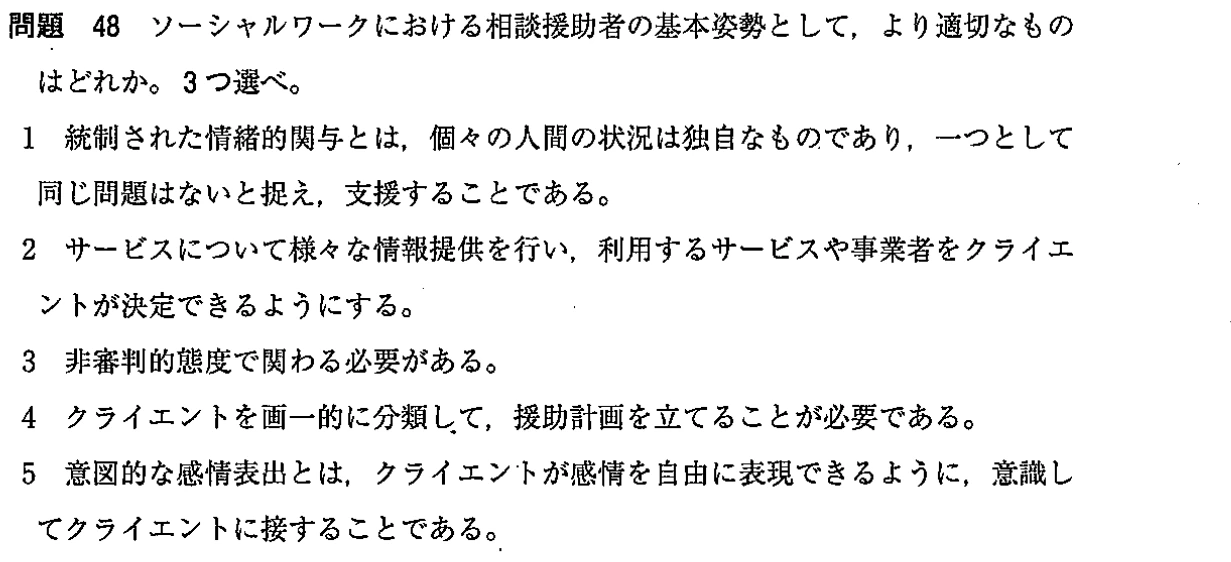 問題 48 ソーシャルワークにおける相談援助者の基本姿勢として，より適切なもの
はどれか。3つ選べ。
1 統制された情緒的関与とは，個々の人間の状況は独自なものであり，一つとして
同じ問題はないと捉え，支援することである。
2 サービスについて様々な情報提供を行い，利用するサービスや事業者をクライエ
ントが決定できるようにする。
3 非審判的態度で関わる必要がある。
4 クライエントを画一的に分類して，援助計画を立てることが必要である。
5 意図的な感情表出とは，クライエントが感情を自由に表現できるように，意識し
てクライエントに接することである。